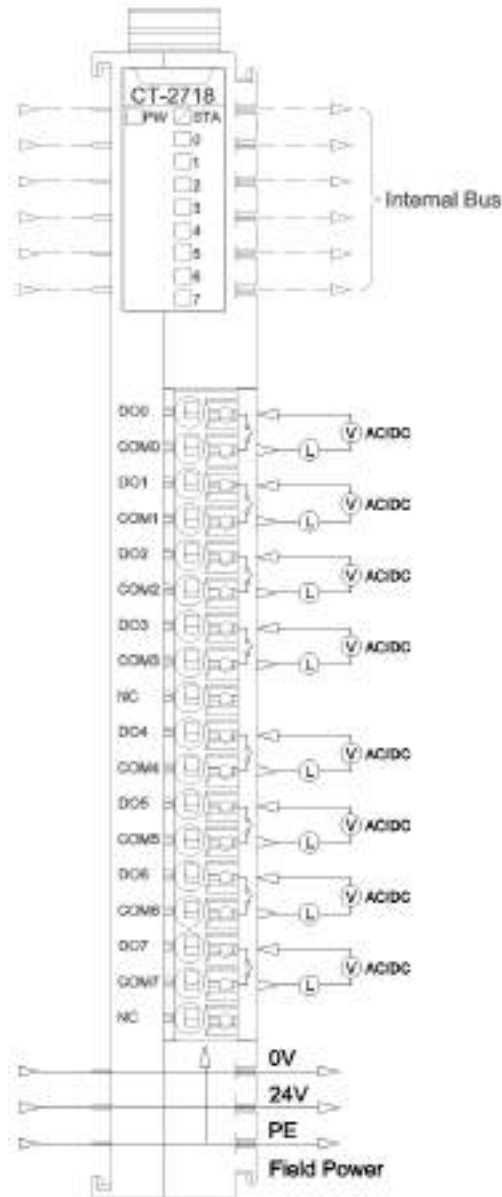 CT-2718
PW STA
0
1
2
3
4
5
6
7
Internal Bus
DO0
COM0
V AC/DC
L
DO1
COM1
V AC/DC
L
DO2
COM2
V AC/DC
L
DO3
COM3
V AC/DC
L
NC
DO4
COM4
V AC/DC
L
DO5
COM5
V AC/DC
L
DO6
COM6
V AC/DC
L
DO7
COM7
V AC/DC
L
NC
0V
24V
PE
Field Power